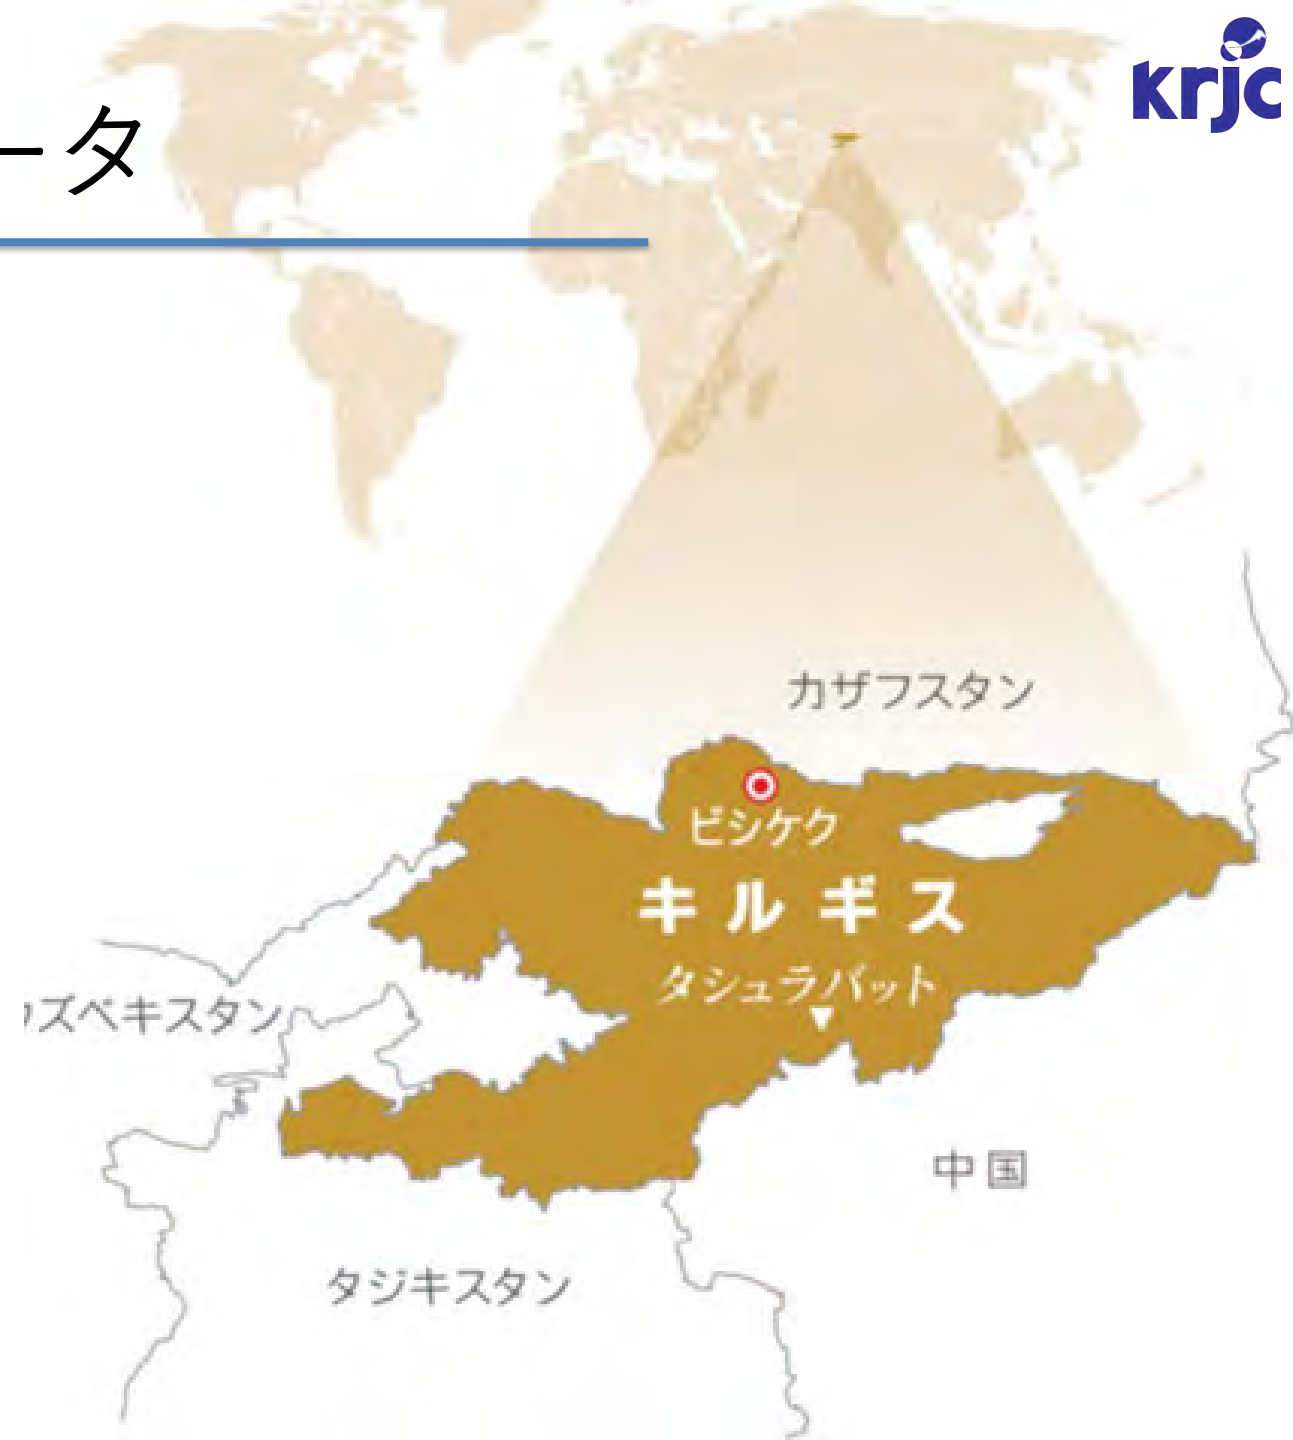 krjc
ータ
カザフスタン
ビシケク
キルギス
タシュラバット
ズベキスタン
中国
タジキスタン